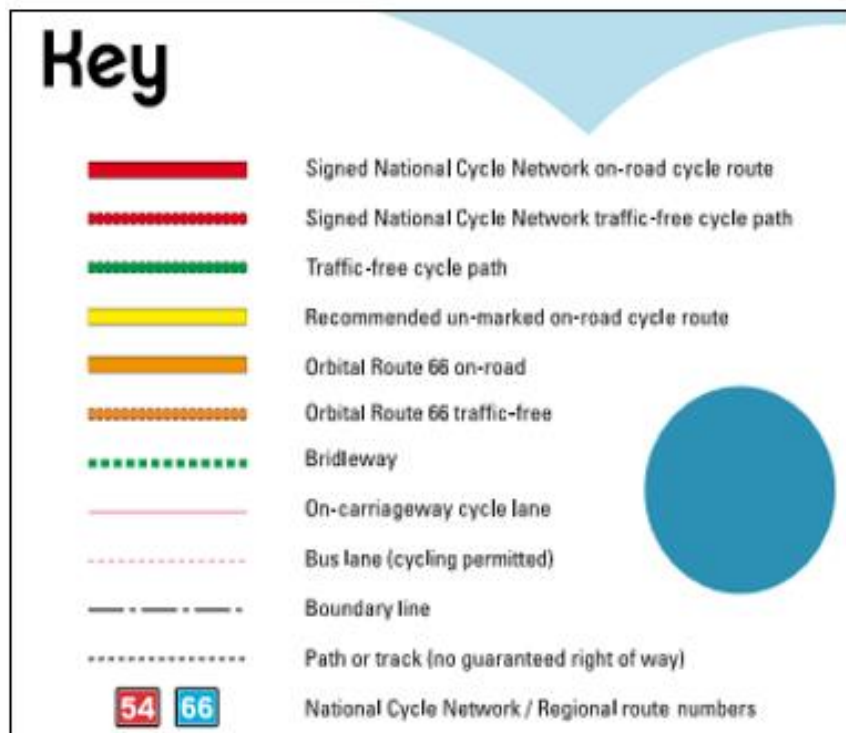 Key
Signed National Cycle Network on-road cycle route
Signed National Cycle Network traffic-free cycle path
Traffic-free cycle path
Recommended un-marked on-road cycle route
Orbital Route 66 on-road
Orbital Route 66 traffic-free
Bridleway
On-carriageway cycle lane
Bus lane (cycling permitted)
Boundary line
Path or track (no guaranteed right of way)
54 66 National Cycle Network / Regional route numbers